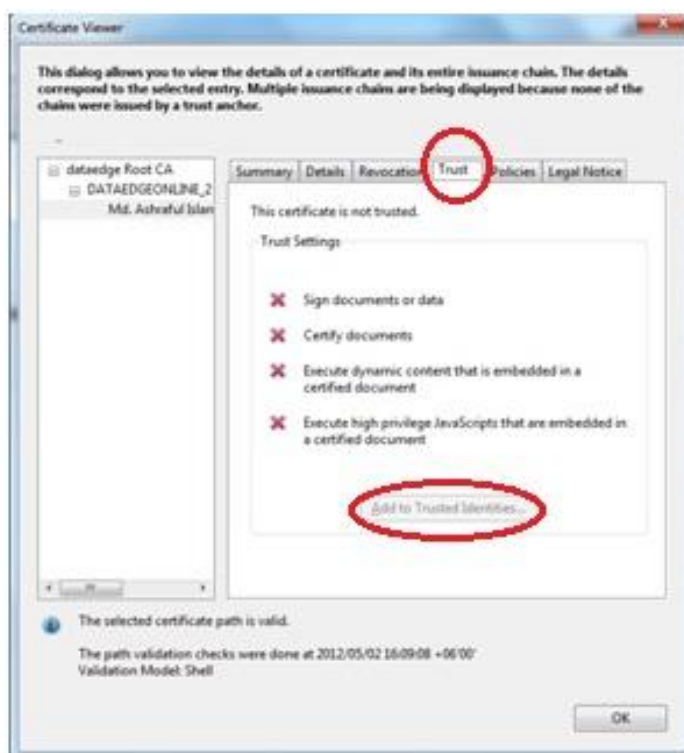 Certificate Viewer
This dialog allows you to view the details of a certificate and its entire issuance chain. The details
correspond to the selected entry. Multiple issuance chains are being displayed because none of the
chains were issued by a trust anchor.
dataedge Root CA
DATAEDGEONLINE_2
Md. Ashraful Islan
Summary Details Revocation Trust Policies Legal Notice
This certificate is not trusted.
Trust Settings
Sign documents or data
Certify documents
Execute dynamic content that is embedded in a
certified document
Execute high privilege JavaScripts that are embedded in
a certified document
Add to Trusted Identities...
The selected certificate path is valid.
The path validation checks were done at 2012/05/02 16:09:08 +06'00'
Validation Model: Shell
OK